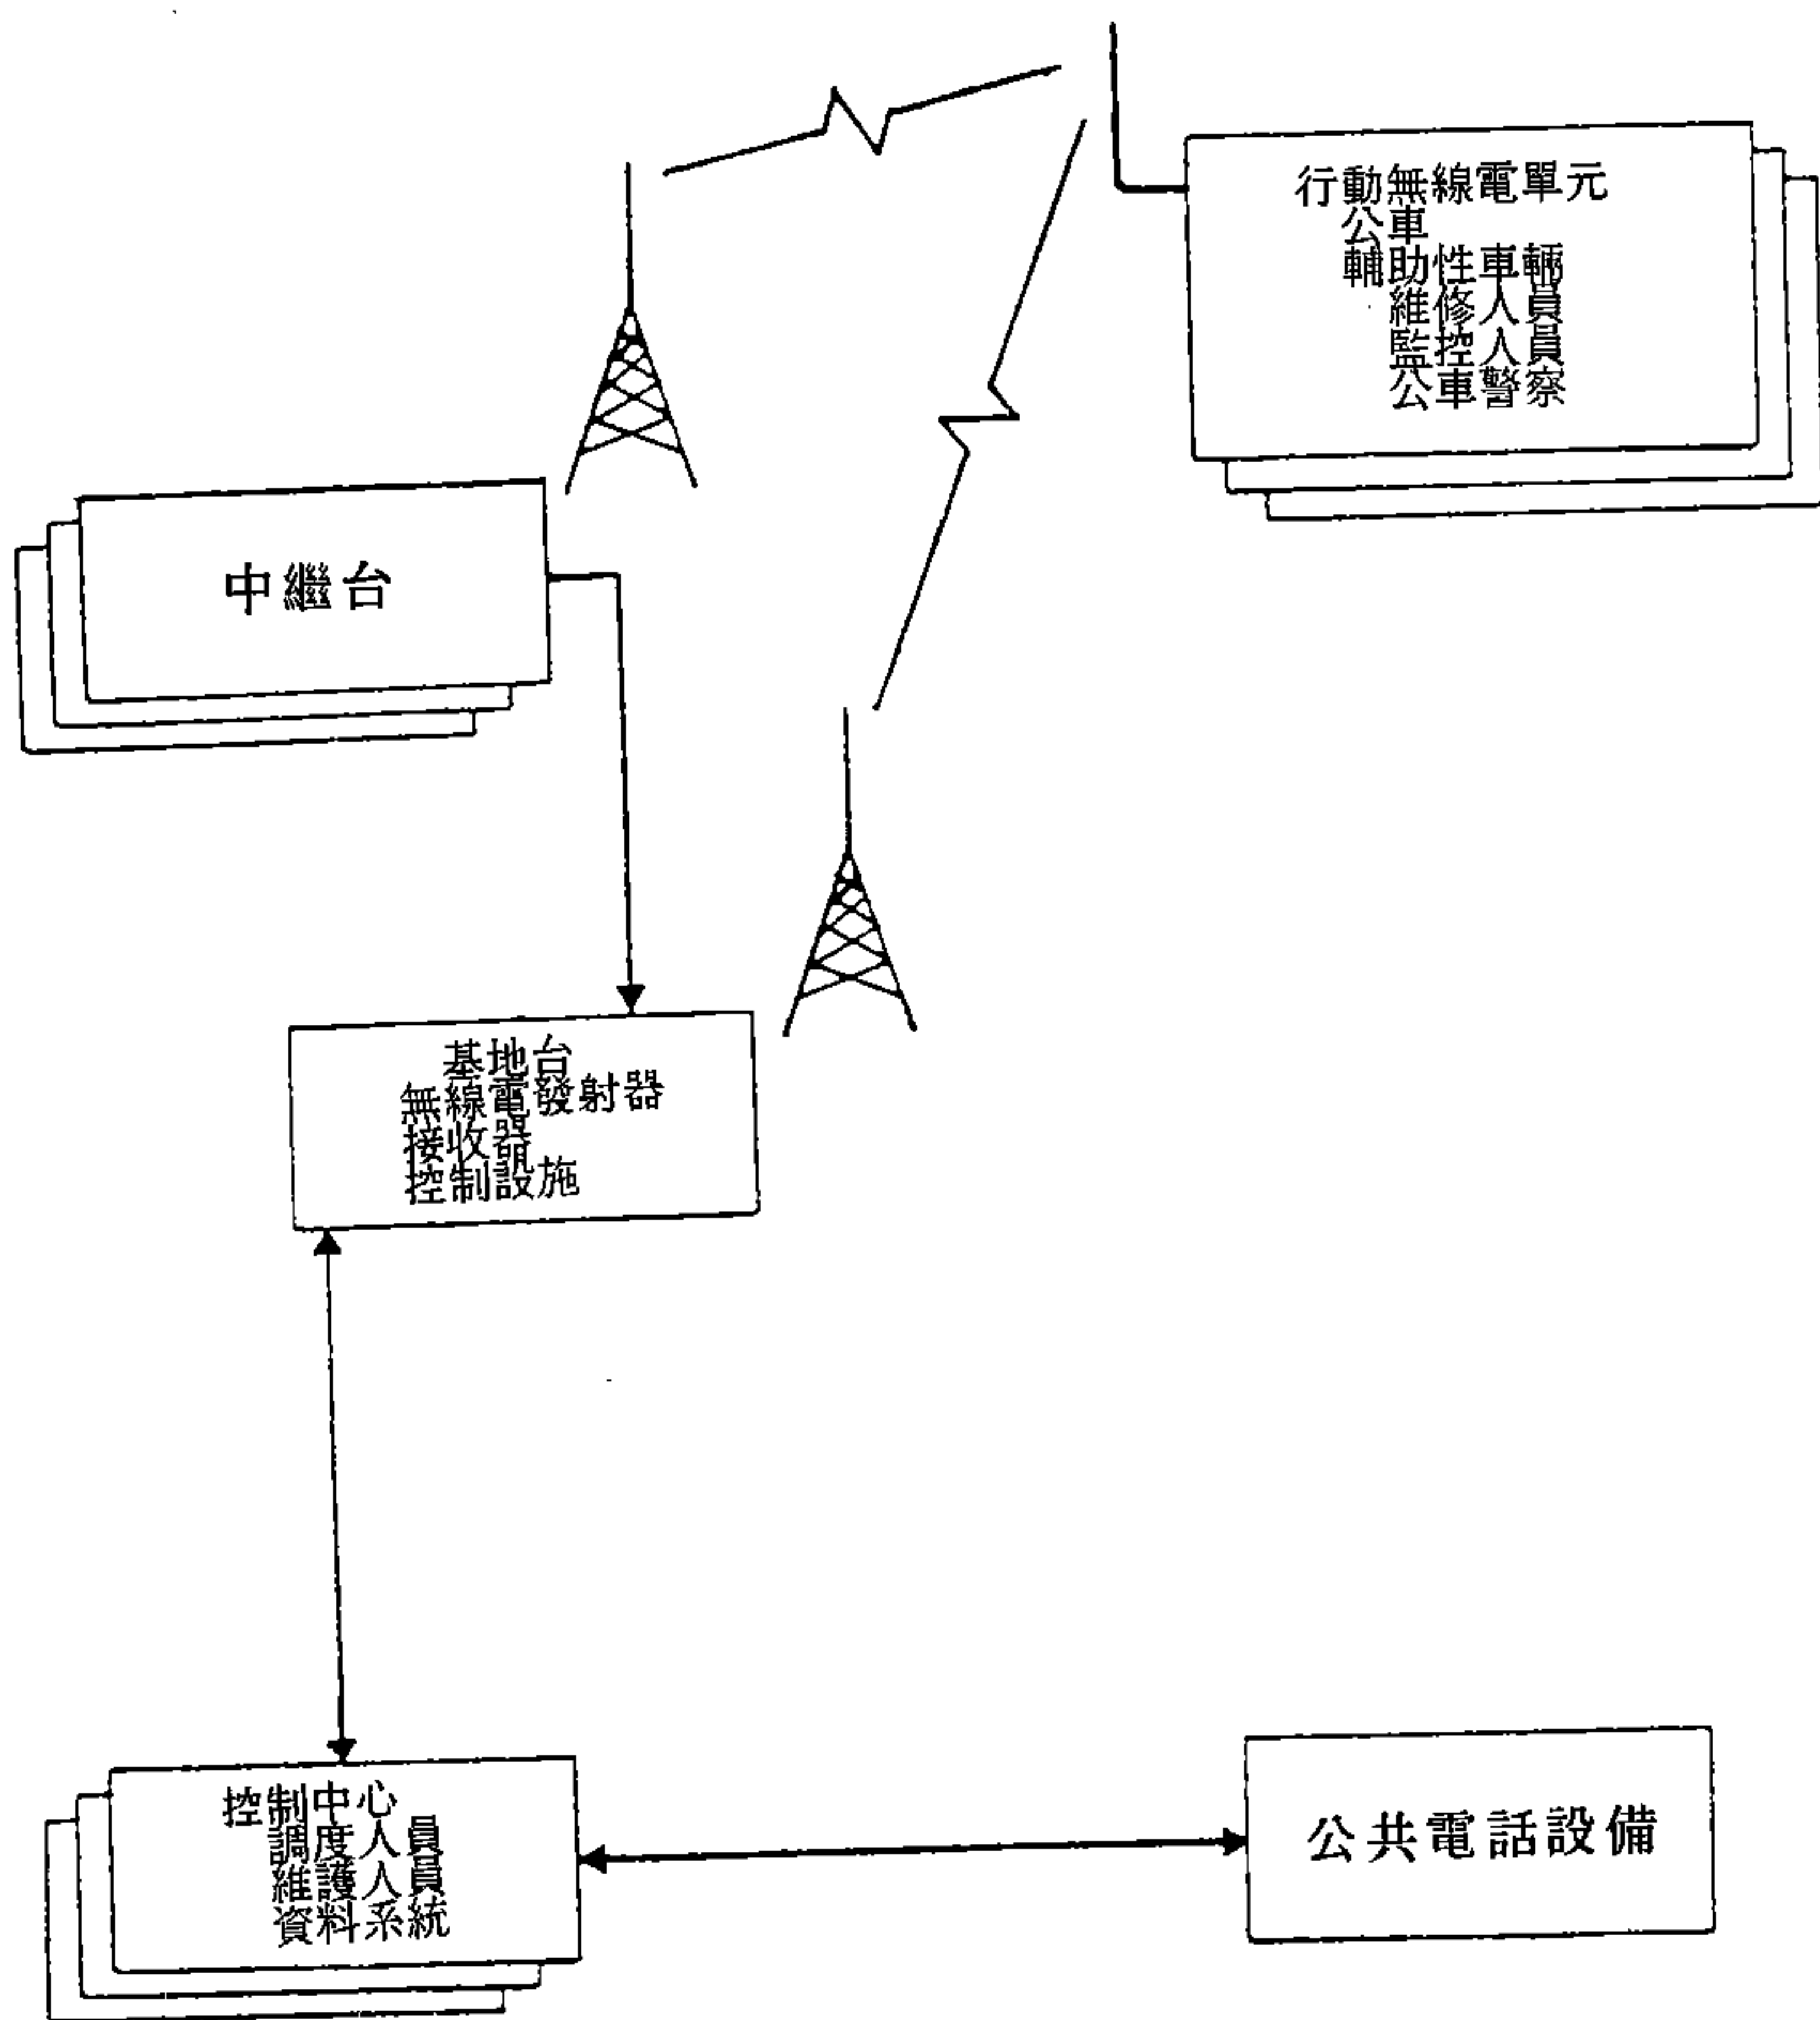 行動無線電單元
公車
輔助性車輛
維修人員
監控人員
公車警察
中繼台
基地台
無線電發射器
接收器
控制設施
控制中心
調度人員
維護人員
資料系統
公共電話設備